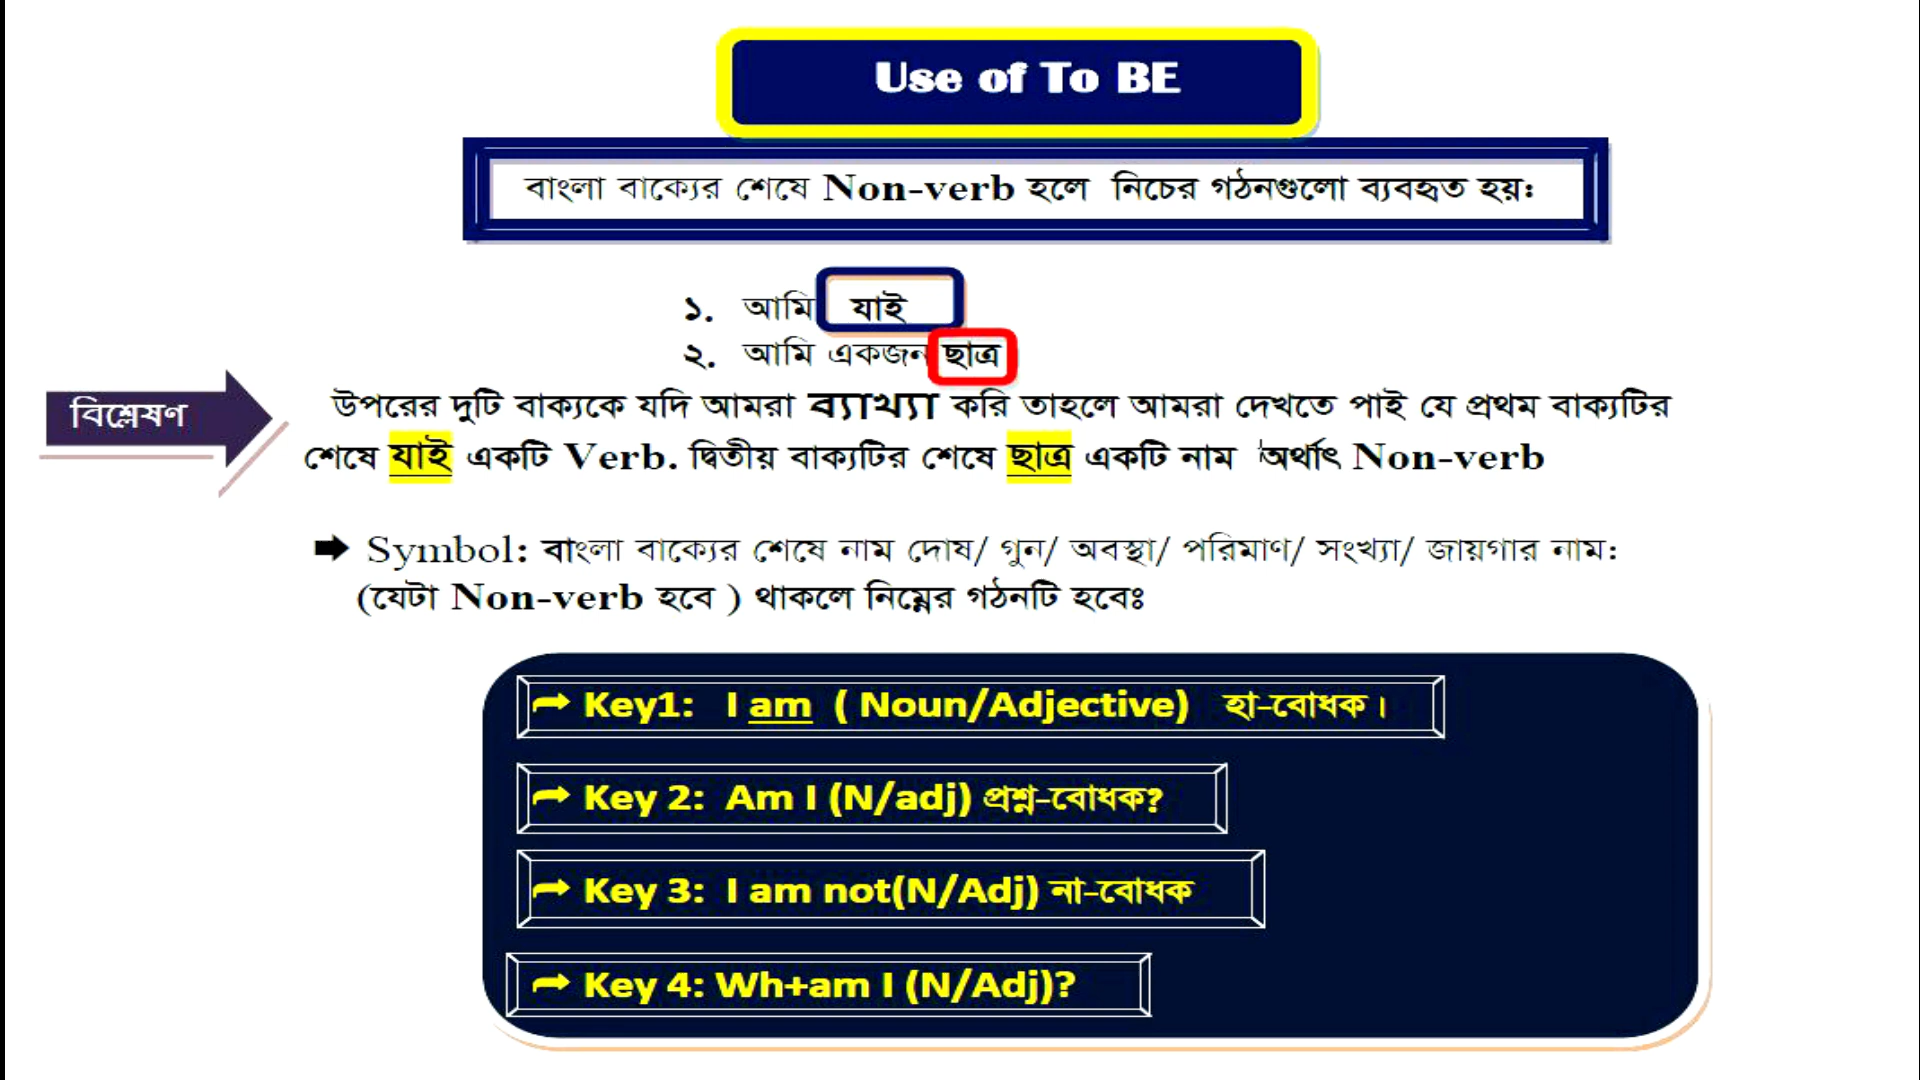 Use of To BE
বাংলা বাক্যের শেষে Non-verb হলে নিচের গঠনগুলো ব্যবহৃত হয়ঃ
১. আমি যাই
২. আমি একজন ছাত্র
বিশ্লেষণ
উপরের দুটি বাক্যকে যদি আমরা ব্যাখ্যা করি তাহলে আমরা দেখতে পাই যে প্রথম বাক্যটির
শেষে যাই একটি Verb. দ্বিতীয় বাক্যটির শেষে ছাত্র একটি নাম অর্থাৎ Non-verb
➡ Symbol: বাংলা বাক্যের শেষে নাম দোষ/ গুন/ অবস্থা/ পরিমাণ/ সংখ্যা/ জায়গার নাম:
(যেটা Non-verb হবে ) থাকলে নিম্নের গঠনটি হবেঃ
Key1: I am ( Noun/Adjective) হা-বোধক।
Key 2: Am I (N/adj) প্রশ্ন-বোধক?
Key 3: I am not(N/Adj) না-বোধক
Key 4: Wh+am I (N/Adj)?